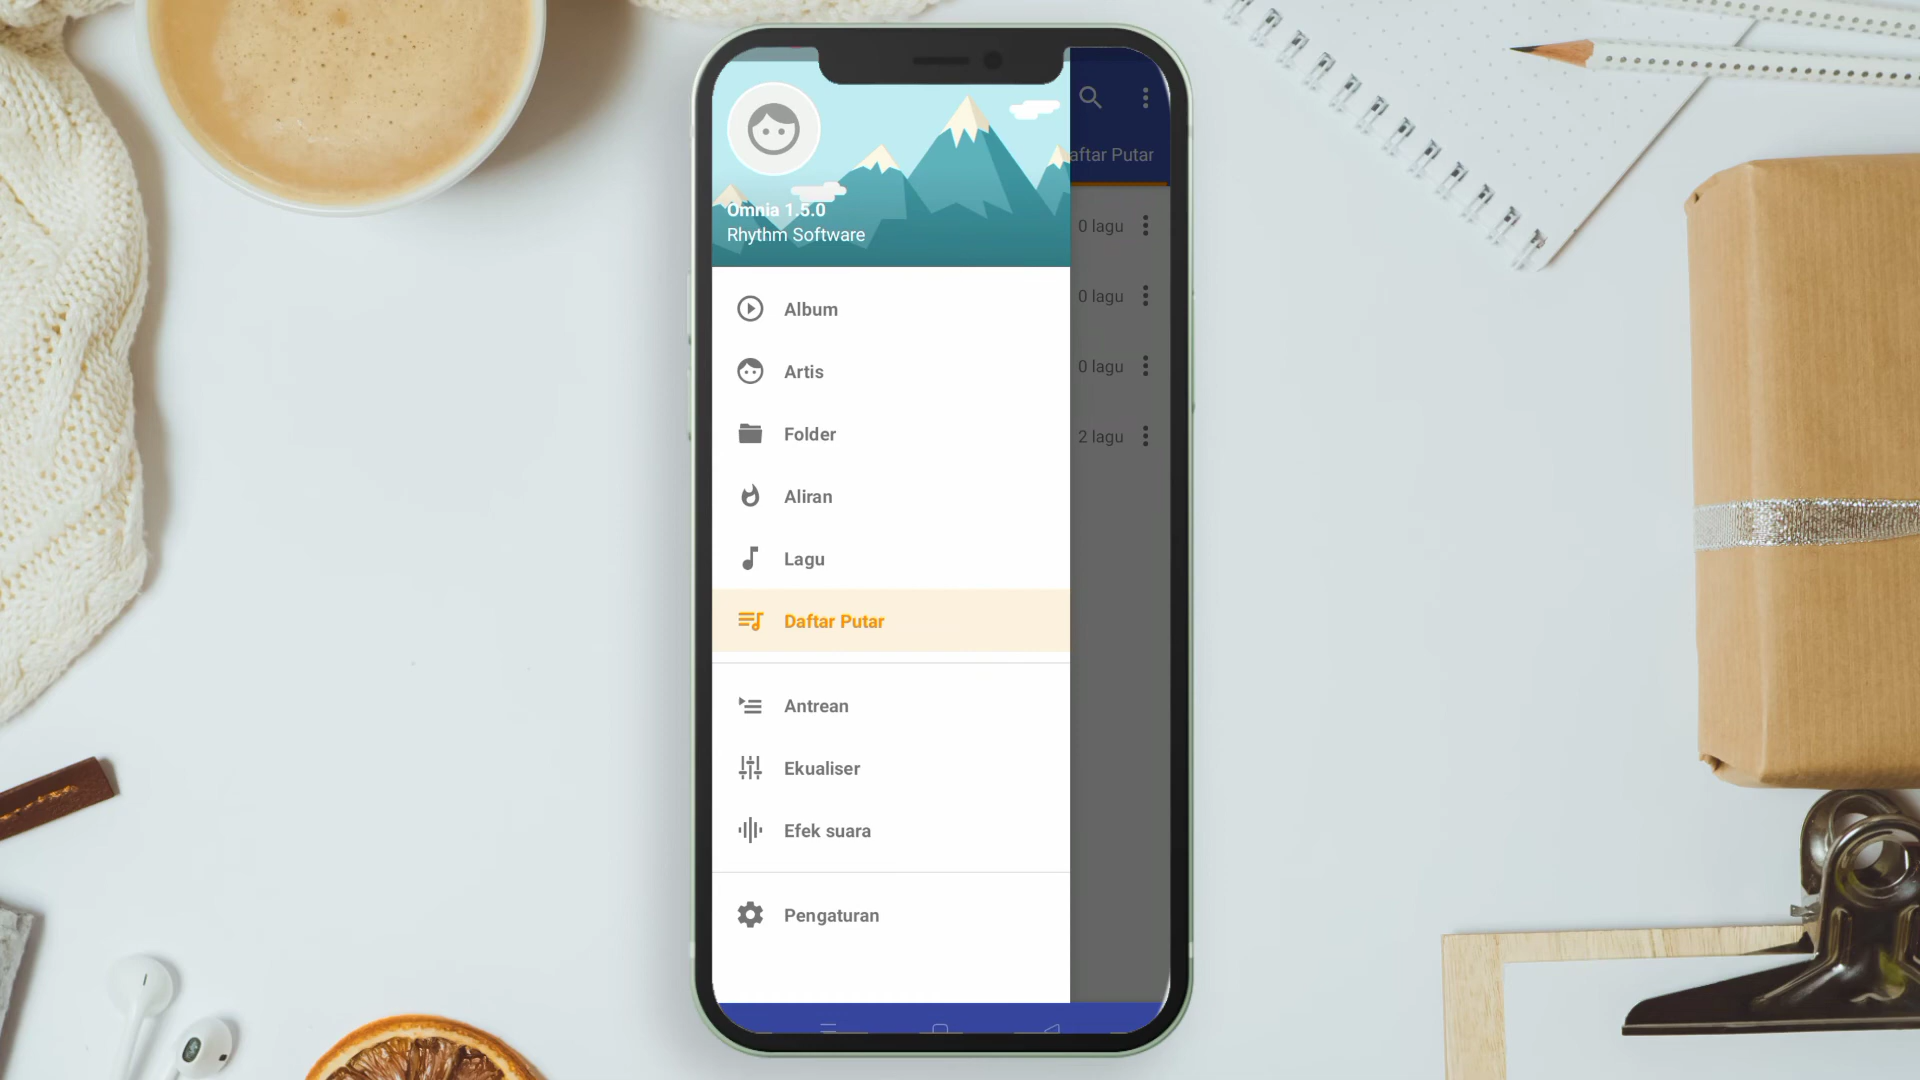 Omnia 1.5.0
Rhythm Software
Album
Artis
Folder
Aliran
Lagu
Daftar Putar
Antrean
Ekualiser
Efek suara
Pengaturan
aftar Putar
0 lagu
0 lagu
0 lagu
2 lagu